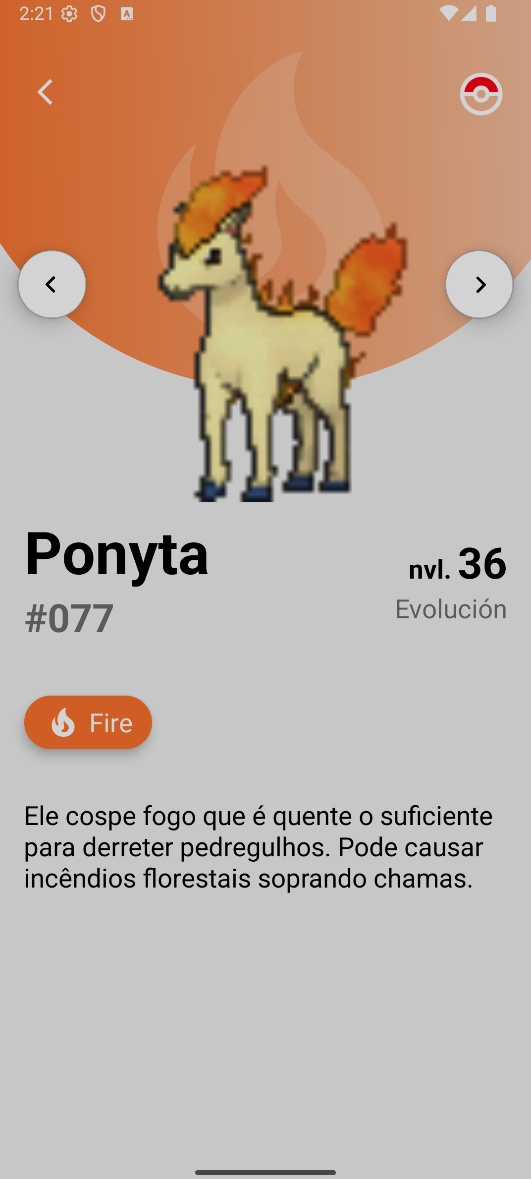 2:21
Ponyta
nvl. 36
#077
Evolución
Fire
Ele cospe fogo que é quente o suficiente
para derreter pedregulhos. Pode causar
incêndios florestais soprando chamas.